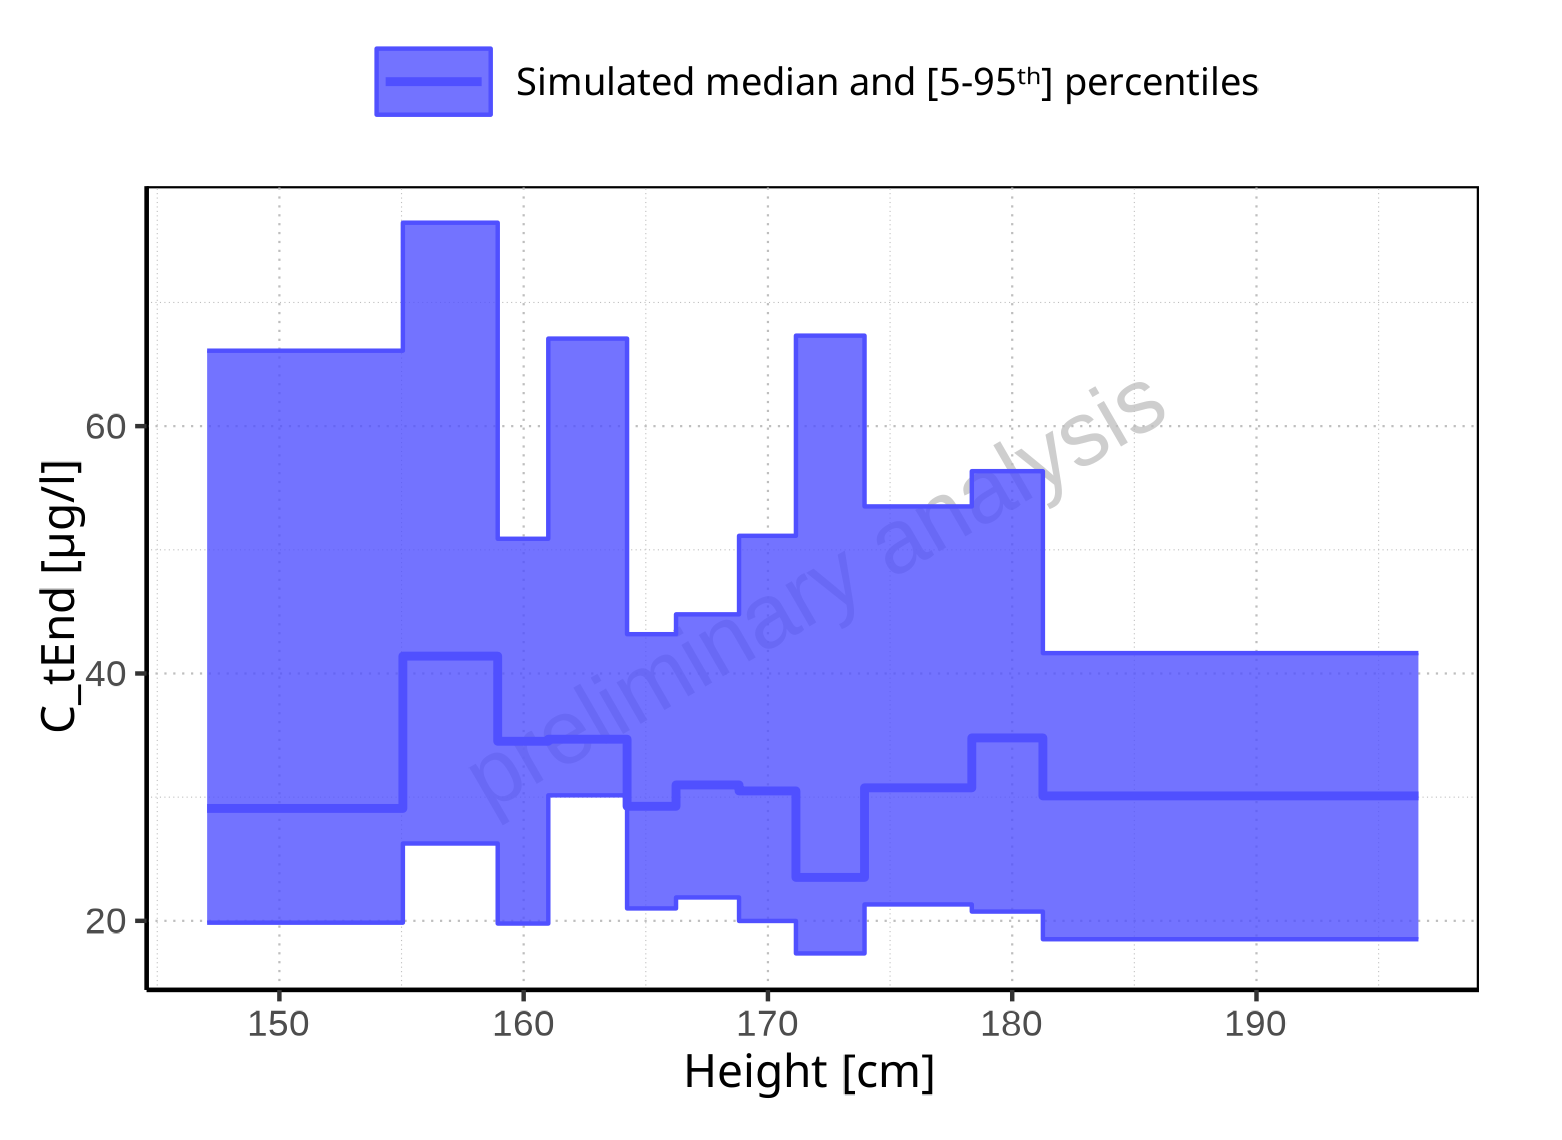 Simulated median and [5-95ᵗʰ] percentiles
C_tEnd [µg/l]
60
40
20
preliminary analysis
150 160 170 180 190
Height [cm]